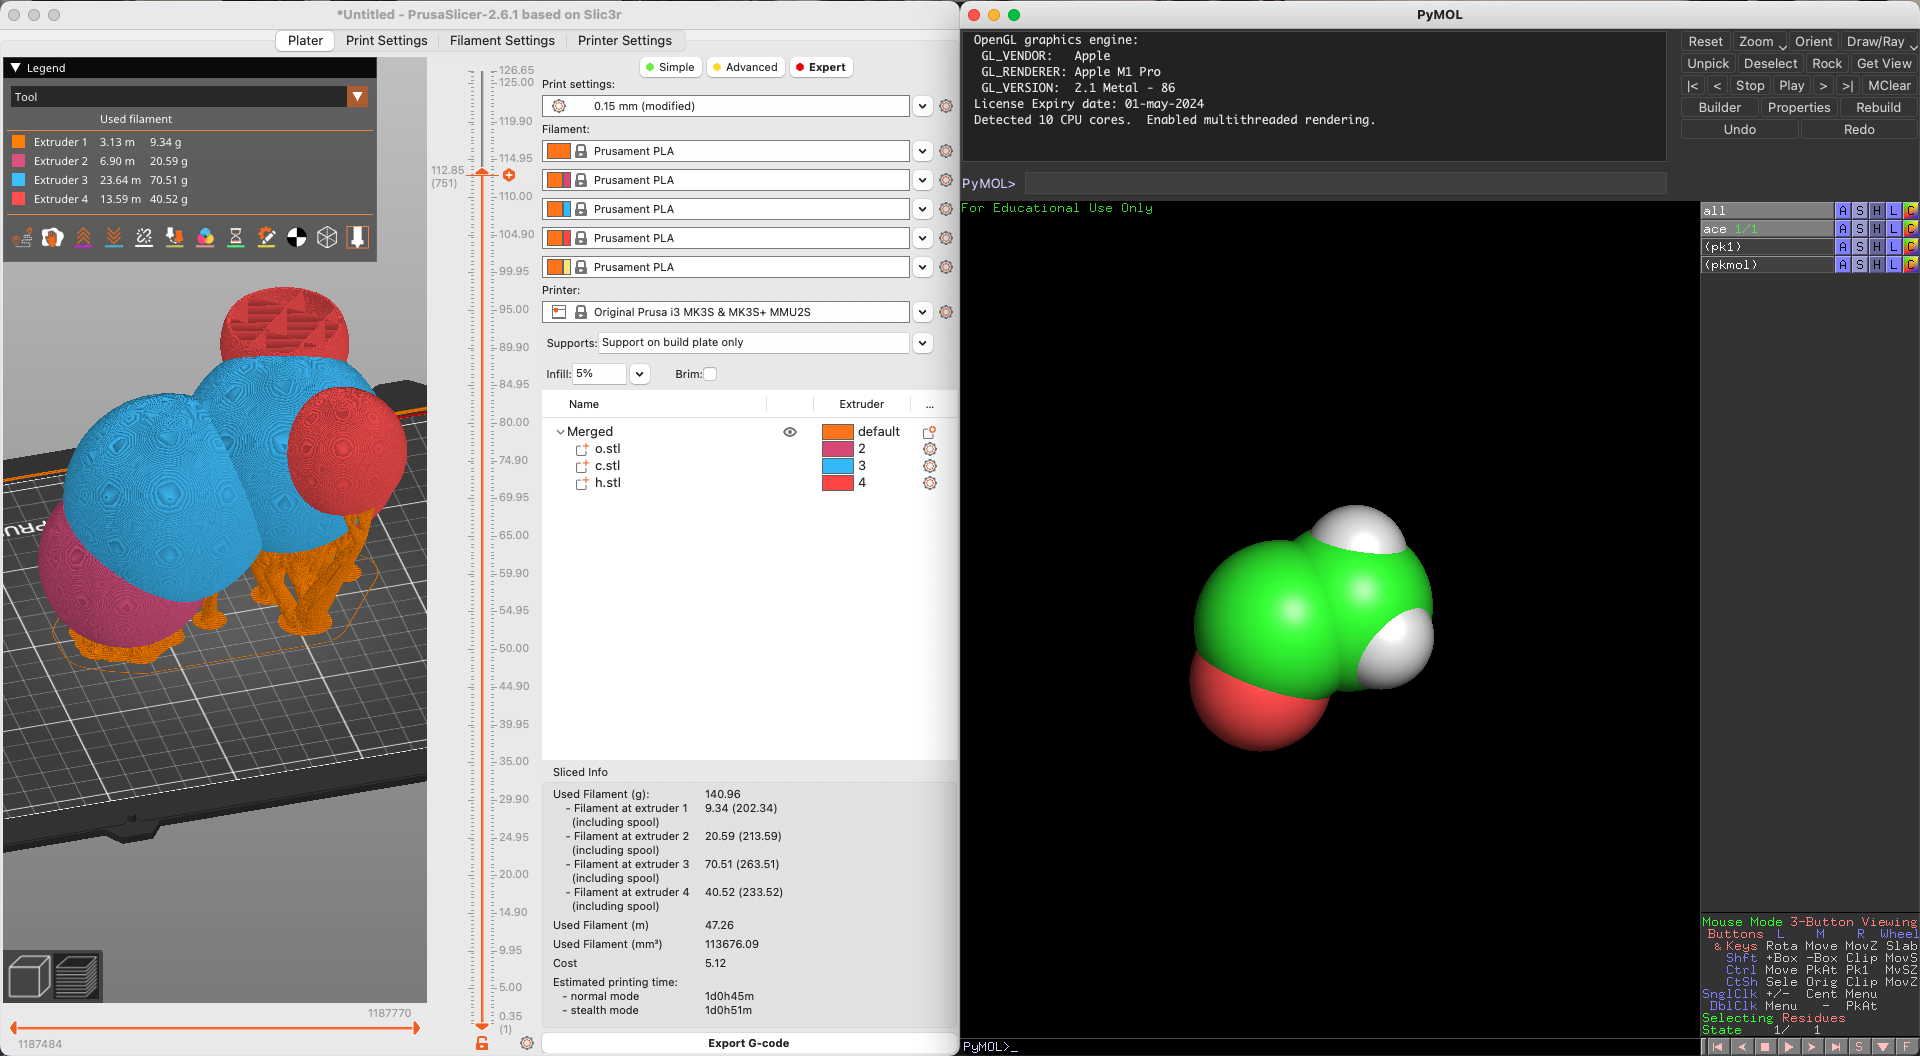 *Untitled - PrusaSlicer-2.6.1 based on Slic3r
Plater
Print Settings
Filament Settings
Printer Settings
Legend
Tool
Used filament
Extruder 1 3.13 m 9.34 g
Extruder 2 6.90 m 20.59 g
Extruder 3 23.64 m 70.51 g
Extruder 4 13.59 m 40.52 g
1187770
1187484
126.65
125.00
119.90
114.95
112.85
(751)
110.00
104.90
99.95
95.00
89.90
84.95
80.00
74.90
69.95
65.00
59.90
54.95
50.00
44.90
39.95
35.00
29.90
24.95
20.00
14.90
9.95
5.00
0.35
(1)
Simple
Advanced
Expert
Print settings:
0.15 mm (modified)
Filament:
Prusament PLA
Prusament PLA
Prusament PLA
Prusament PLA
Prusament PLA
Printer:
Original Prusa i3 MK3S & MK3S+ MMU2S
Supports: Support on build plate only
Infill: 5% Brim:
Name Extruder ...
Merged default
o.stl 2
c.stl 3
h.stl 4
Sliced Info
Used Filament (g): 140.96
- Filament at extruder 1 9.34 (202.34)
(including spool)
- Filament at extruder 2 20.59 (213.59)
(including spool)
- Filament at extruder 3 70.51 (263.51)
(including spool)
- Filament at extruder 4 40.52 (233.52)
(including spool)
Used Filament (m) 47.26
Used Filament (mm³) 113676.09
Cost 5.12
Estimated printing time:
- normal mode 1d0h45m
- stealth mode 1d0h51m
Export G-code
PyMOL
OpenGL graphics engine:
GL_VENDOR: Apple
GL_RENDERER: Apple M1 Pro
GL_VERSION: 2.1 Metal - 86
License Expiry date: 01-may-2024
Detected 10 CPU cores. Enabled multithreaded rendering.
PyMOL>
Reset Zoom Orient Draw/Ray
Unpick Deselect Rock Get View
|< < Stop Play > >| MClear
Builder Properties Rebuild
Undo Redo
For Educational Use Only
all A S H L C
ace 1/1 A S H L C
(pk1) A S H L C
(pkmol) A S H L C
Mouse Mode 3-Button Viewing
Buttons L M R Wheel
& Keys Rota Move MovZ Slab
Shft +Box -Box Clip MovS
Ctrl Move PkAt Pk1 MvSZ
CtSh Sele Orig Clip MovZ
SnglClk +/- Cent Menu
DblClk Menu - PkAt
Selecting Residues
State 1/ 1
PyMOL>_
S F